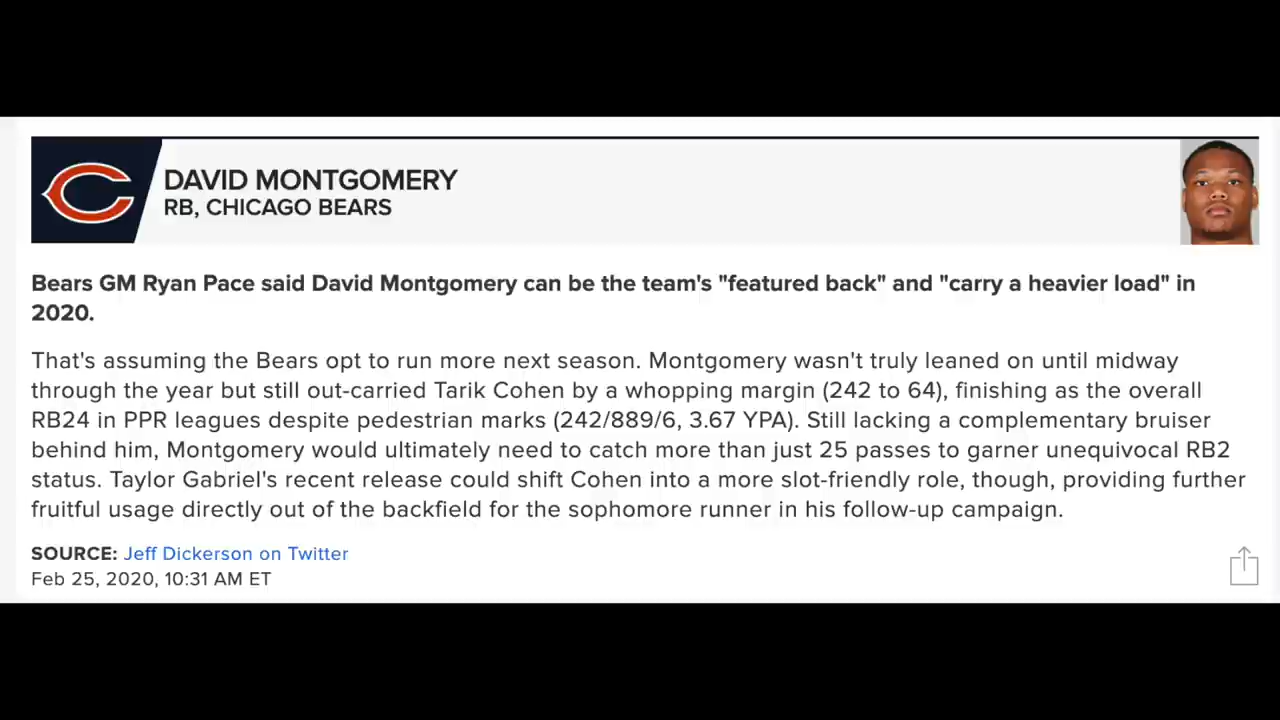 DAVID MONTGOMERY
RB, CHICAGO BEARS
Bears GM Ryan Pace said David Montgomery can be the team's "featured back" and "carry a heavier load" in
2020.
That's assuming the Bears opt to run more next season. Montgomery wasn't truly leaned on until midway
through the year but still out-carried Tarik Cohen by a whopping margin (242 to 64), finishing as the overall
RB24 in PPR leagues despite pedestrian marks (242/889/6, 3.67 YPA). Still lacking a complementary bruiser
behind him, Montgomery would ultimately need to catch more than just 25 passes to garner unequivocal RB2
status. Taylor Gabriel's recent release could shift Cohen into a more slot-friendly role, though, providing further
fruitful usage directly out of the backfield for the sophomore runner in his follow-up campaign.
SOURCE: Jeff Dickerson on Twitter
Feb 25, 2020, 10:31 AM ET